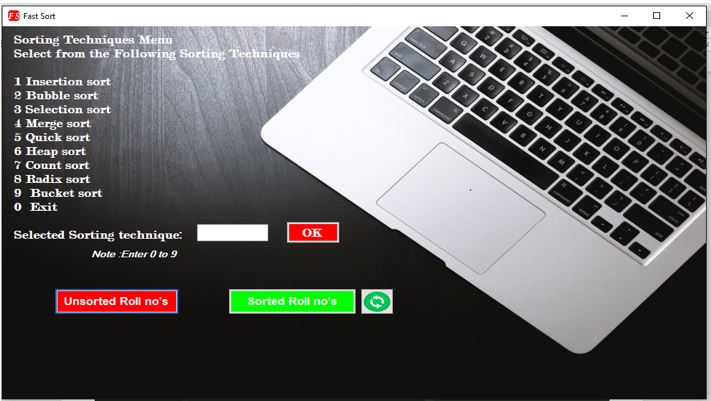 FS Fast Sort
Sorting Techniques Menu
Select from the Following Sorting Techniques
1 Insertion sort
2 Bubble sort
3 Selection sort
4 Merge sort
5 Quick sort
6 Heap sort
7 Count sort
8 Radix sort
9 Bucket sort
0 Exit
Selected Sorting technique: OK
Note :Enter 0 to 9
Unsorted Roll no's Sorted Roll no's